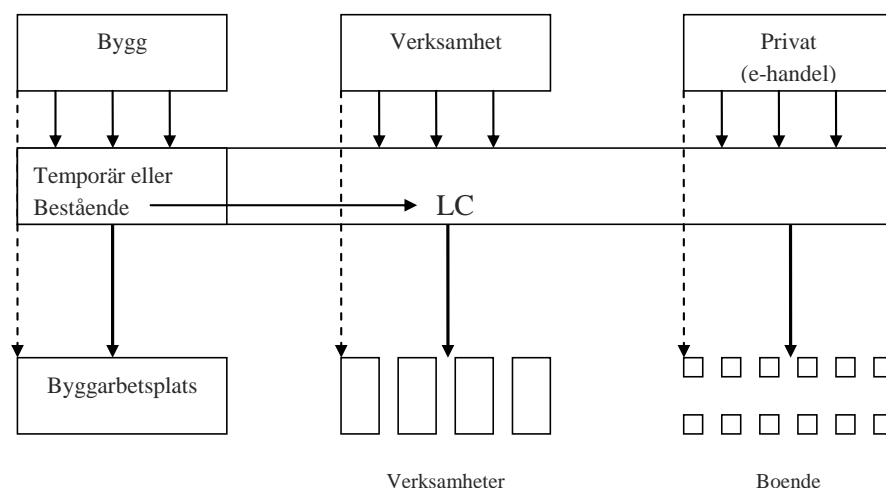 Bygg
Verksamhet
Privat
(e-handel)
Temporär eller
Bestående
LC
Byggarbetsplats
Verksamheter
Boende